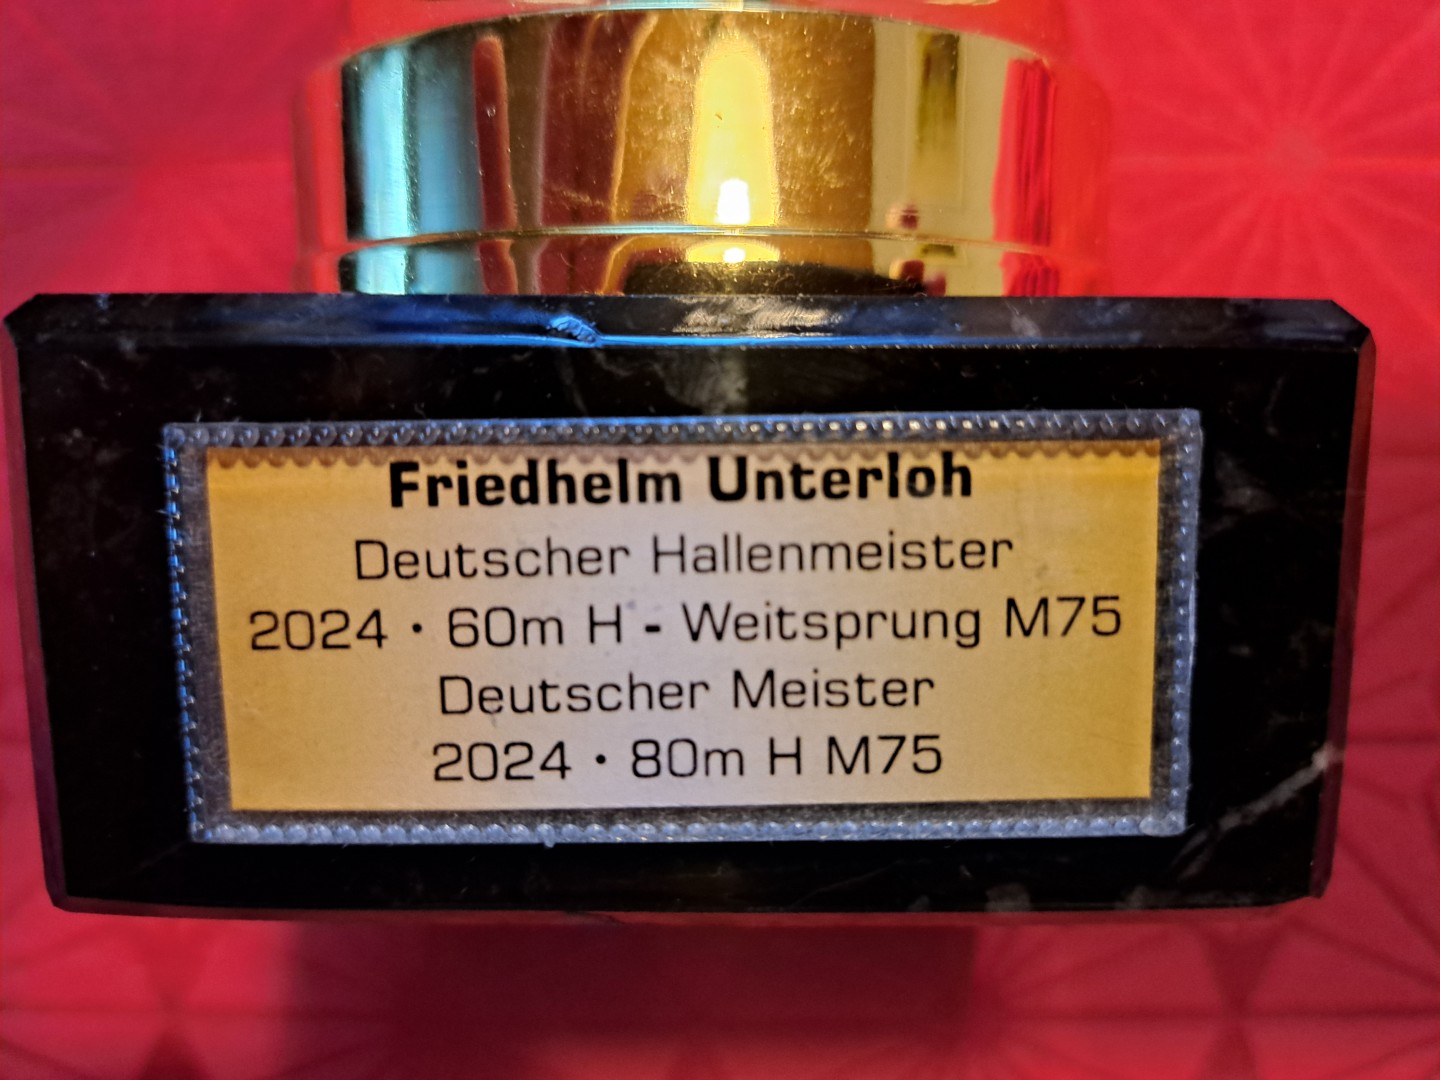 Friedhelm Unterloh
Deutscher Hallenmeister
2024 · 60m H - Weitsprung M75
Deutscher Meister
2024 · 80m H M75